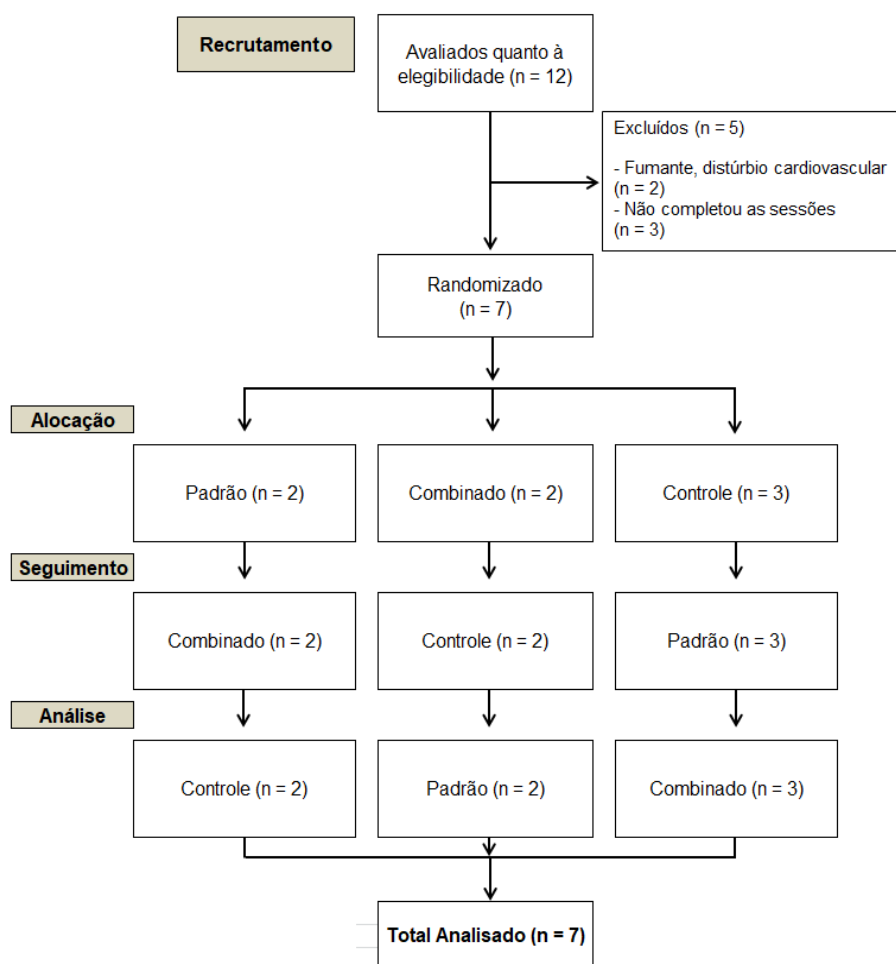 Recrutamento
Avaliados quanto à
elegibilidade (n = 12)
Excluídos (n = 5)
- Fumante, distúrbio cardiovascular
(n = 2)
- Não completou as sessões
(n = 3)
Randomizado
(n = 7)
Alocação
Padrão (n = 2)
Combinado (n = 2)
Controle (n = 3)
Seguimento
Combinado (n = 2)
Controle (n = 2)
Padrão (n = 3)
Análise
Controle (n = 2)
Padrão (n = 2)
Combinado (n = 3)
Total Analisado (n = 7)